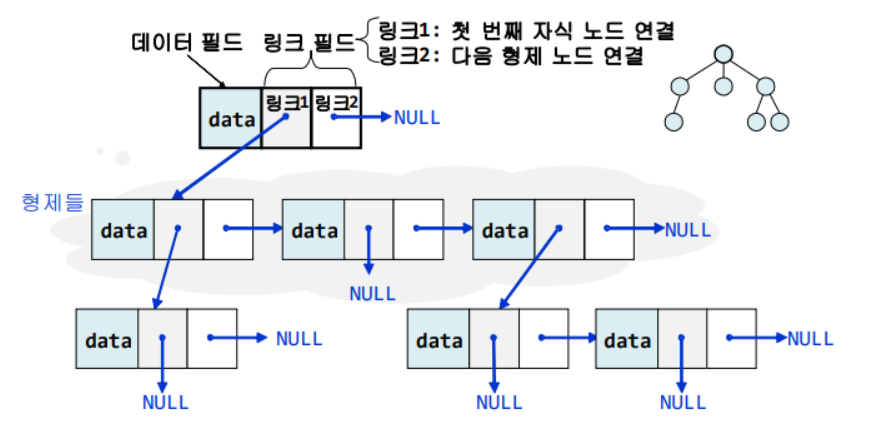 링크1: 첫 번째 자식 노드 연결
데이터 필드 링크 필드
링크2: 다음 형제 노드 연결
data 링크1 링크2 NULL
형제들
data data data NULL
NULL
data NULL data data NULL
NULL NULL NULL